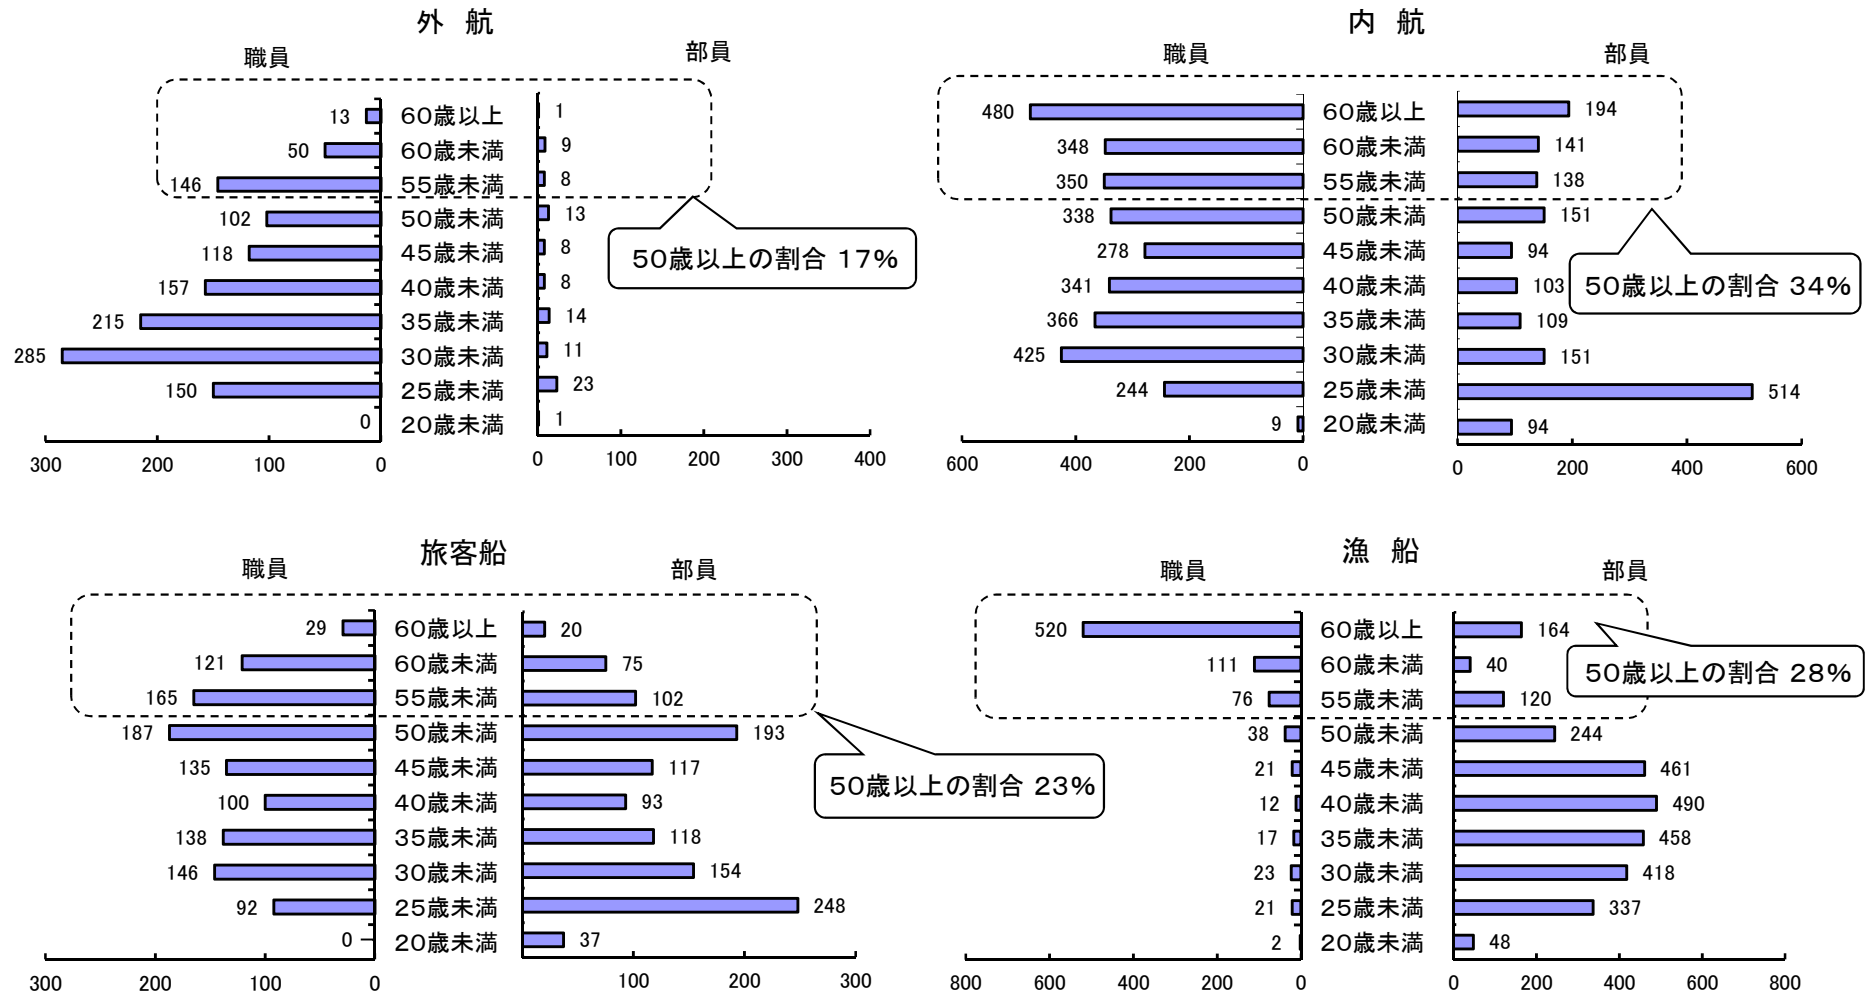 外 航
職員 部員
13 60歳以上 1
50 60歳未満 9
146 55歳未満 8
102 50歳未満 13
118 45歳未満 8
157 40歳未満 8
215 35歳未満 14
285 30歳未満 11
150 25歳未満 23
0 20歳未満 1
300 200 100 0 0 100 200 300 400
50歳以上の割合 17%
内 航
職員 部員
480 60歳以上 194
348 60歳未満 141
350 55歳未満 138
338 50歳未満 151
278 45歳未満 94
341 40歳未満 103
366 35歳未満 109
425 30歳未満 151
244 25歳未満 514
9 20歳未満 94
600 400 200 0 0 200 400 600
50歳以上の割合 34%
旅客船
職員 部員
29 60歳以上 20
121 60歳未満 75
165 55歳未満 102
187 50歳未満 193
135 45歳未満 117
100 40歳未満 93
138 35歳未満 118
146 30歳未満 154
92 25歳未満 248
0 20歳未満 37
300 200 100 0 100 200 300
50歳以上の割合 23%
漁 船
職員 部員
520 60歳以上 164
111 60歳未満 40
76 55歳未満 120
38 50歳未満 244
21 45歳未満 461
12 40歳未満 490
17 35歳未満 458
23 30歳未満 418
21 25歳未満 337
2 20歳未満 48
800 600 400 200 0 0 200 400 600 800
50歳以上の割合 28%